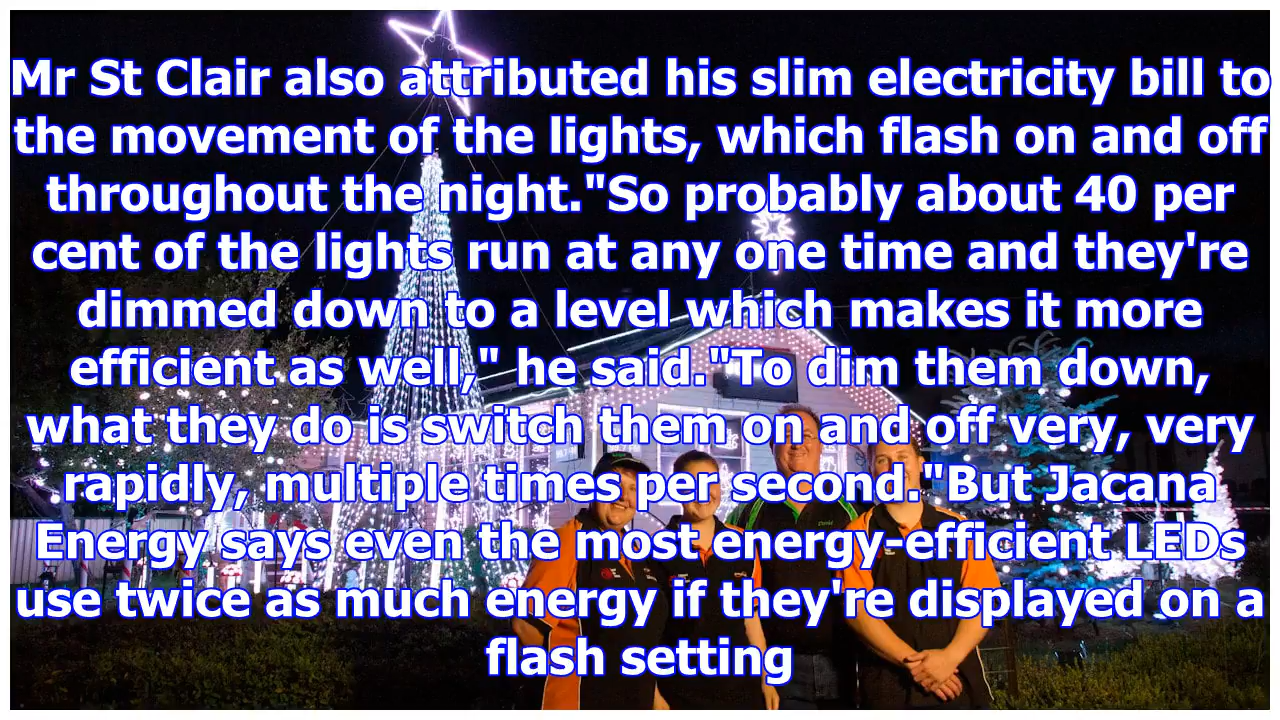 Mr St Clair also attributed his slim electricity bill to
the movement of the lights, which flash on and off
throughout the night."So probably about 40 per
cent of the lights run at any one time and they're
dimmed down to a level which makes it more
efficient as well," he said."To dim them down,
what they do is switch them on and off very, very
rapidly, multiple times per second."But Jacana
Energy says even the most energy-efficient LEDs
use twice as much energy if they're displayed on a
flash setting